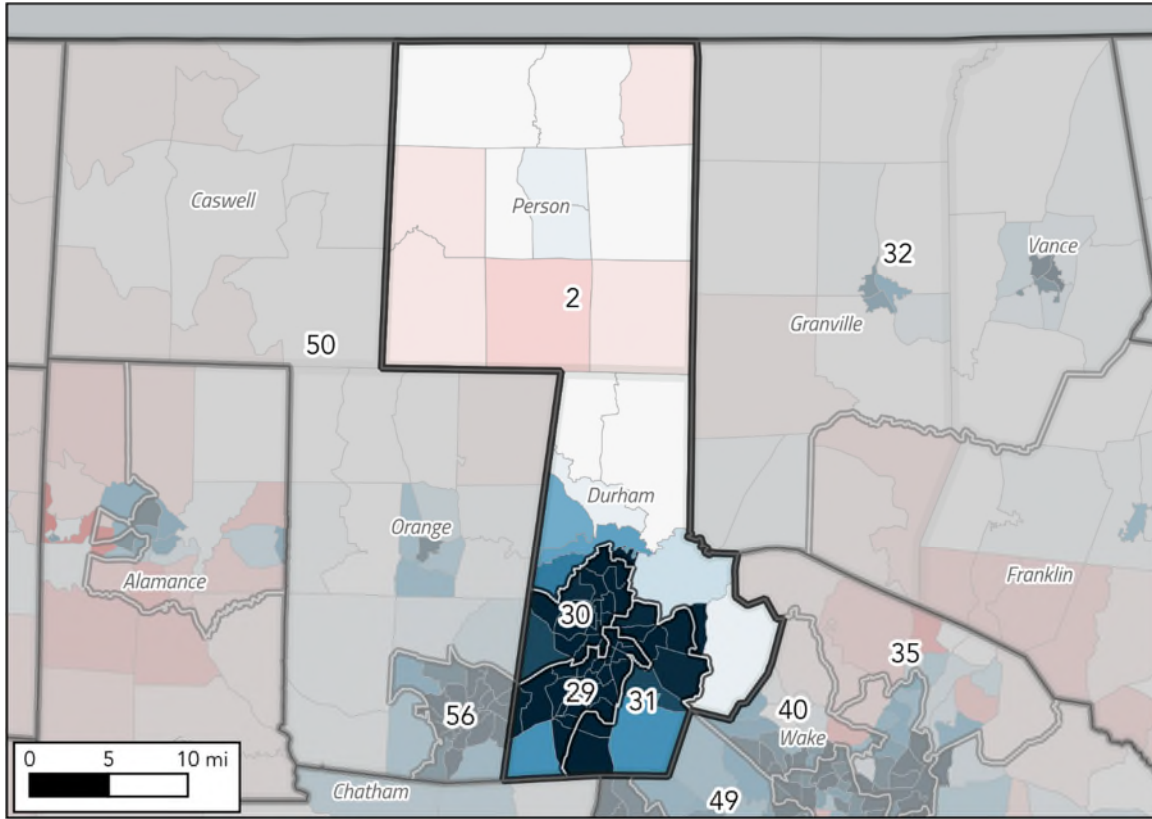 Caswell
Person
32
Vance
2
Granville
50
Durham
Orange
Alamance
Franklin
30
35
29
31
56
40
Wake
0 5 10 mi
Chatham
49